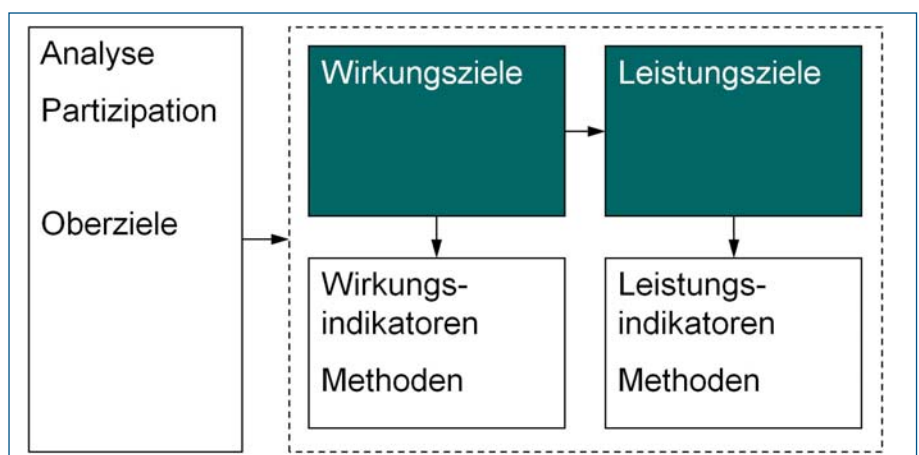 Analyse
Partizipation
Oberziele
Wirkungsziele
Leistungsziele
Wirkungs-
indikatoren
Methoden
Leistungs-
indikatoren
Methoden